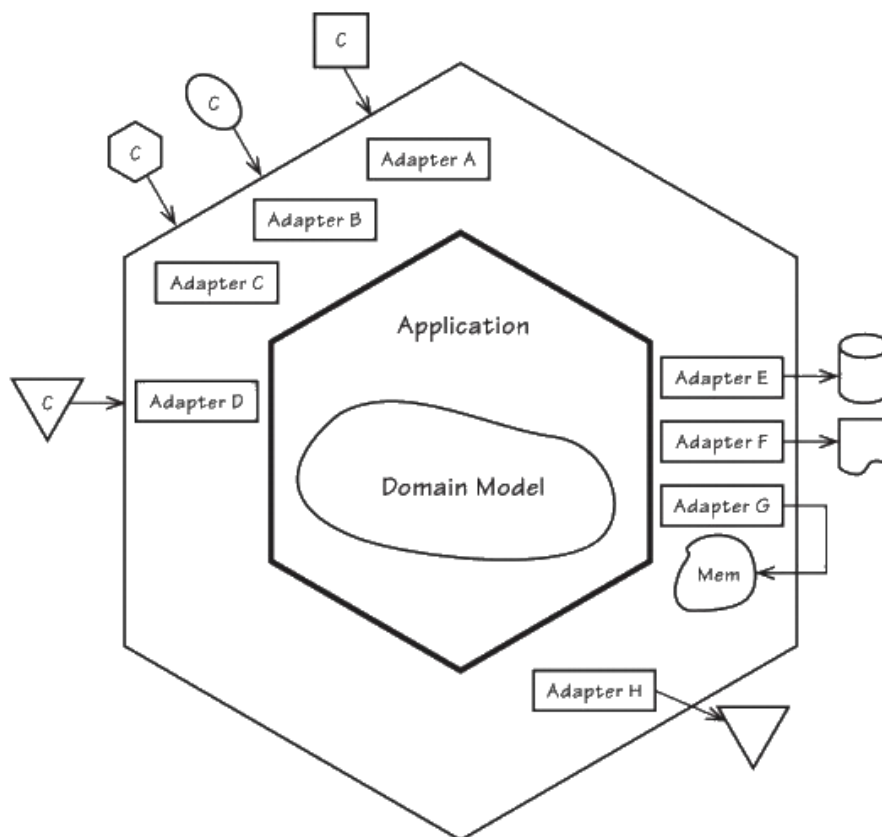 C
C
C
Adapter A
Adapter B
Adapter C
Application
Adapter E
C
Adapter D
Adapter F
Domain Model
Adapter G
Mem
Adapter H